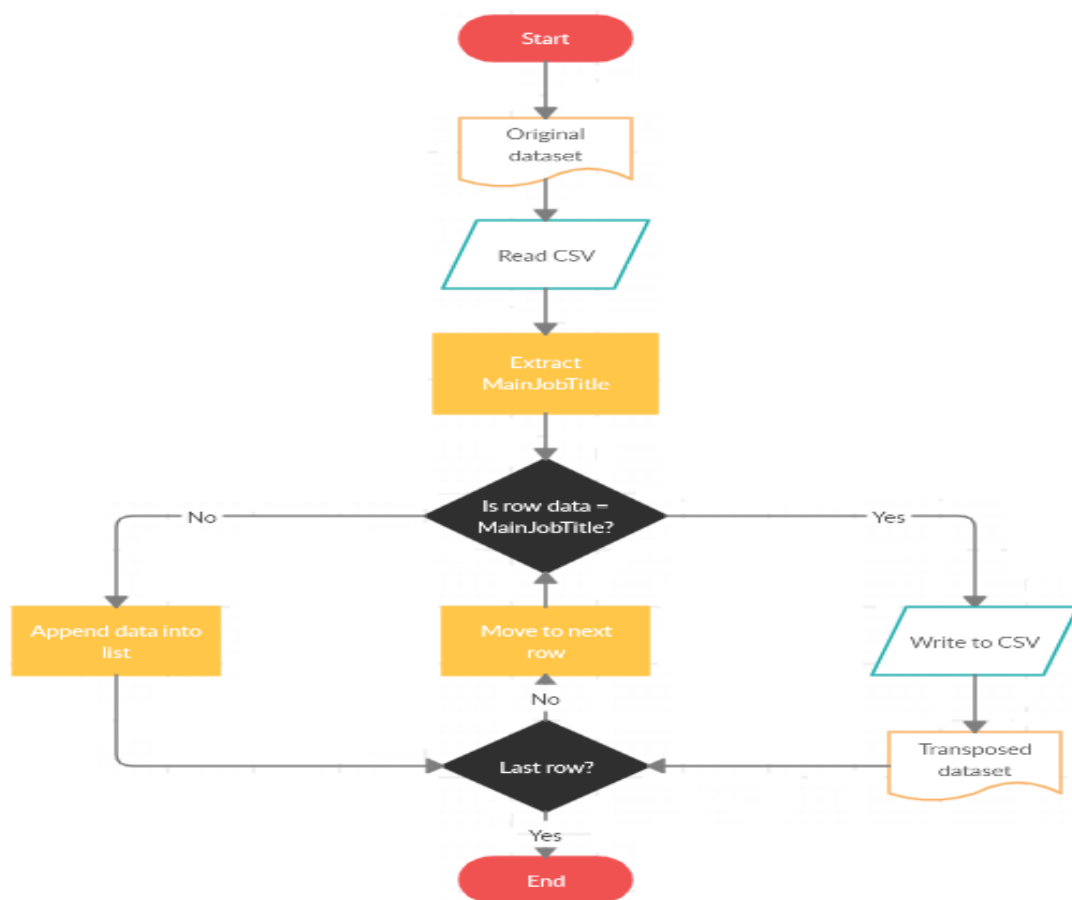 Start
Original
dataset
Read CSV
Extract
MainJobTitle
Is row data =
MainJobTitle?
No
Yes
Append data into
list
Move to next
row
Write to CSV
No
Last row?
Transposed
dataset
Yes
End